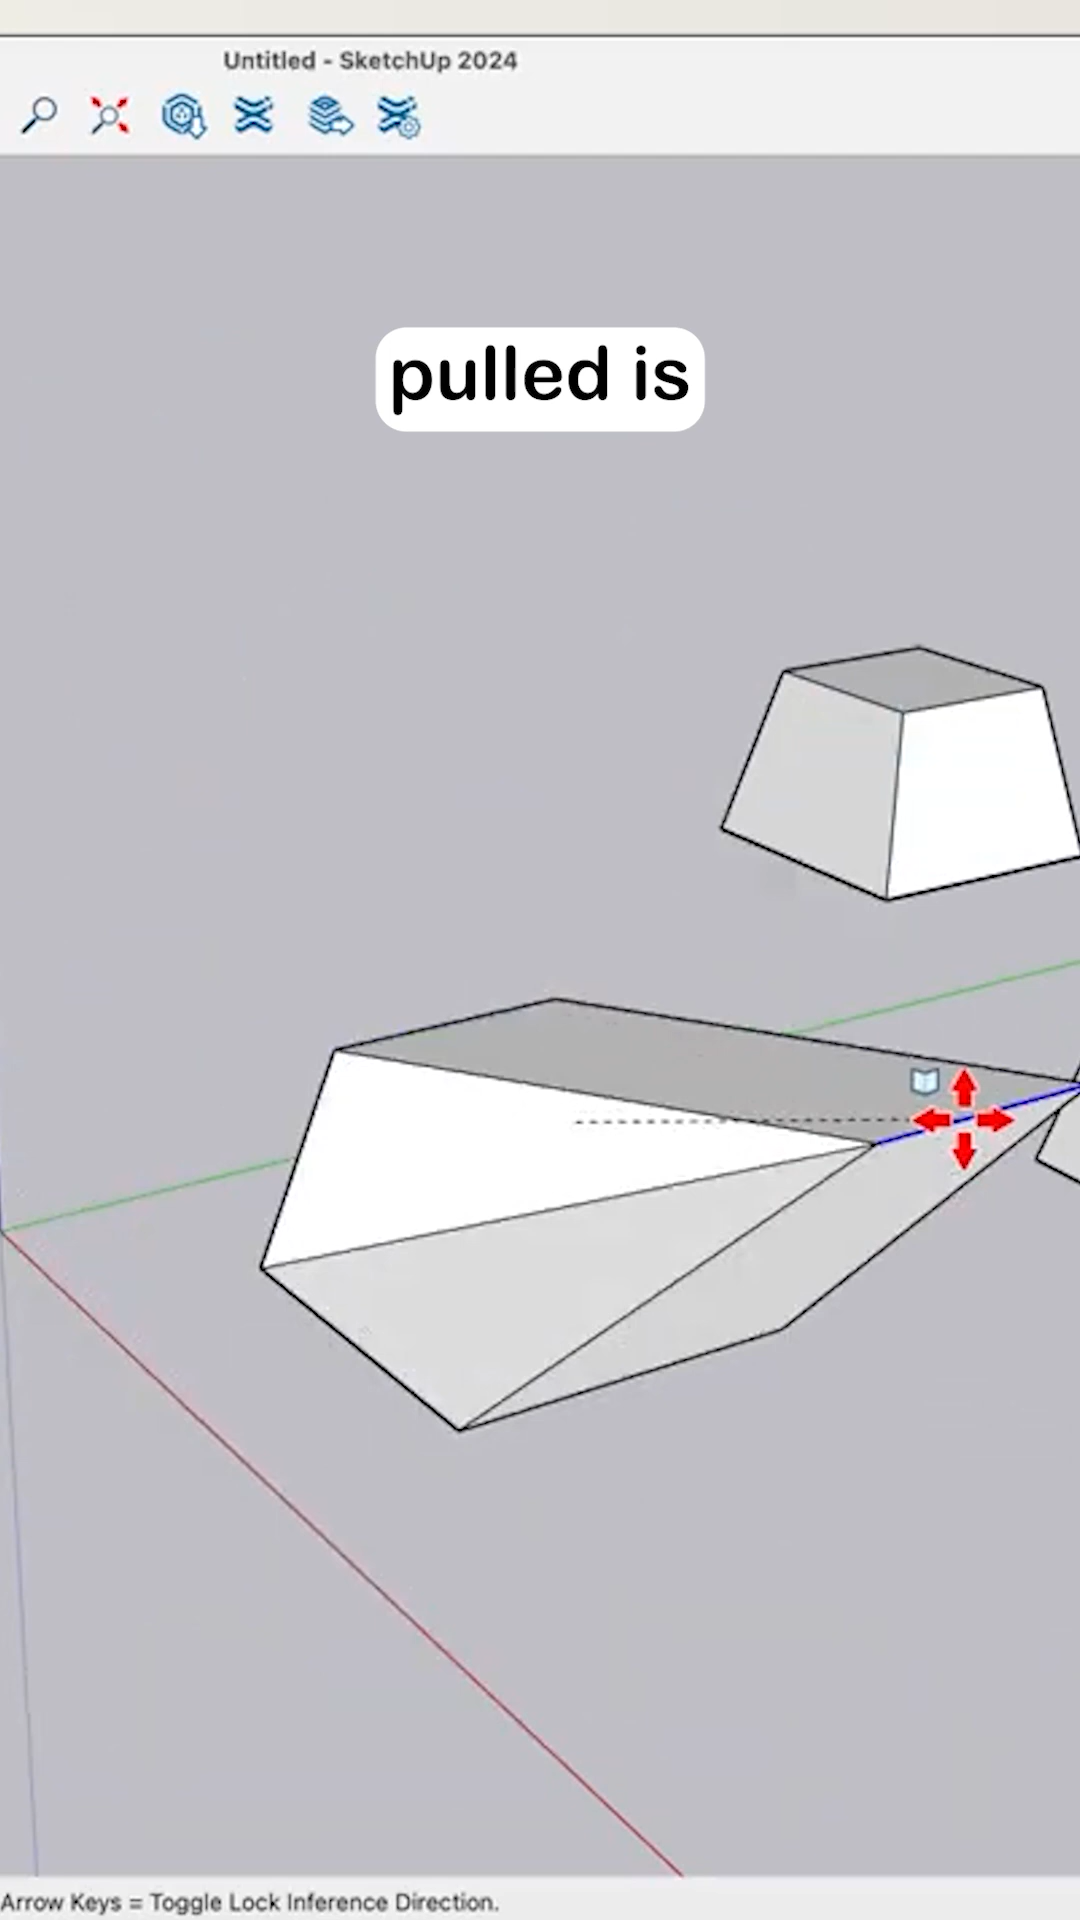 Untitled - SketchUp 2024
pulled is
Arrow Keys = Toggle Lock Inference Direction.